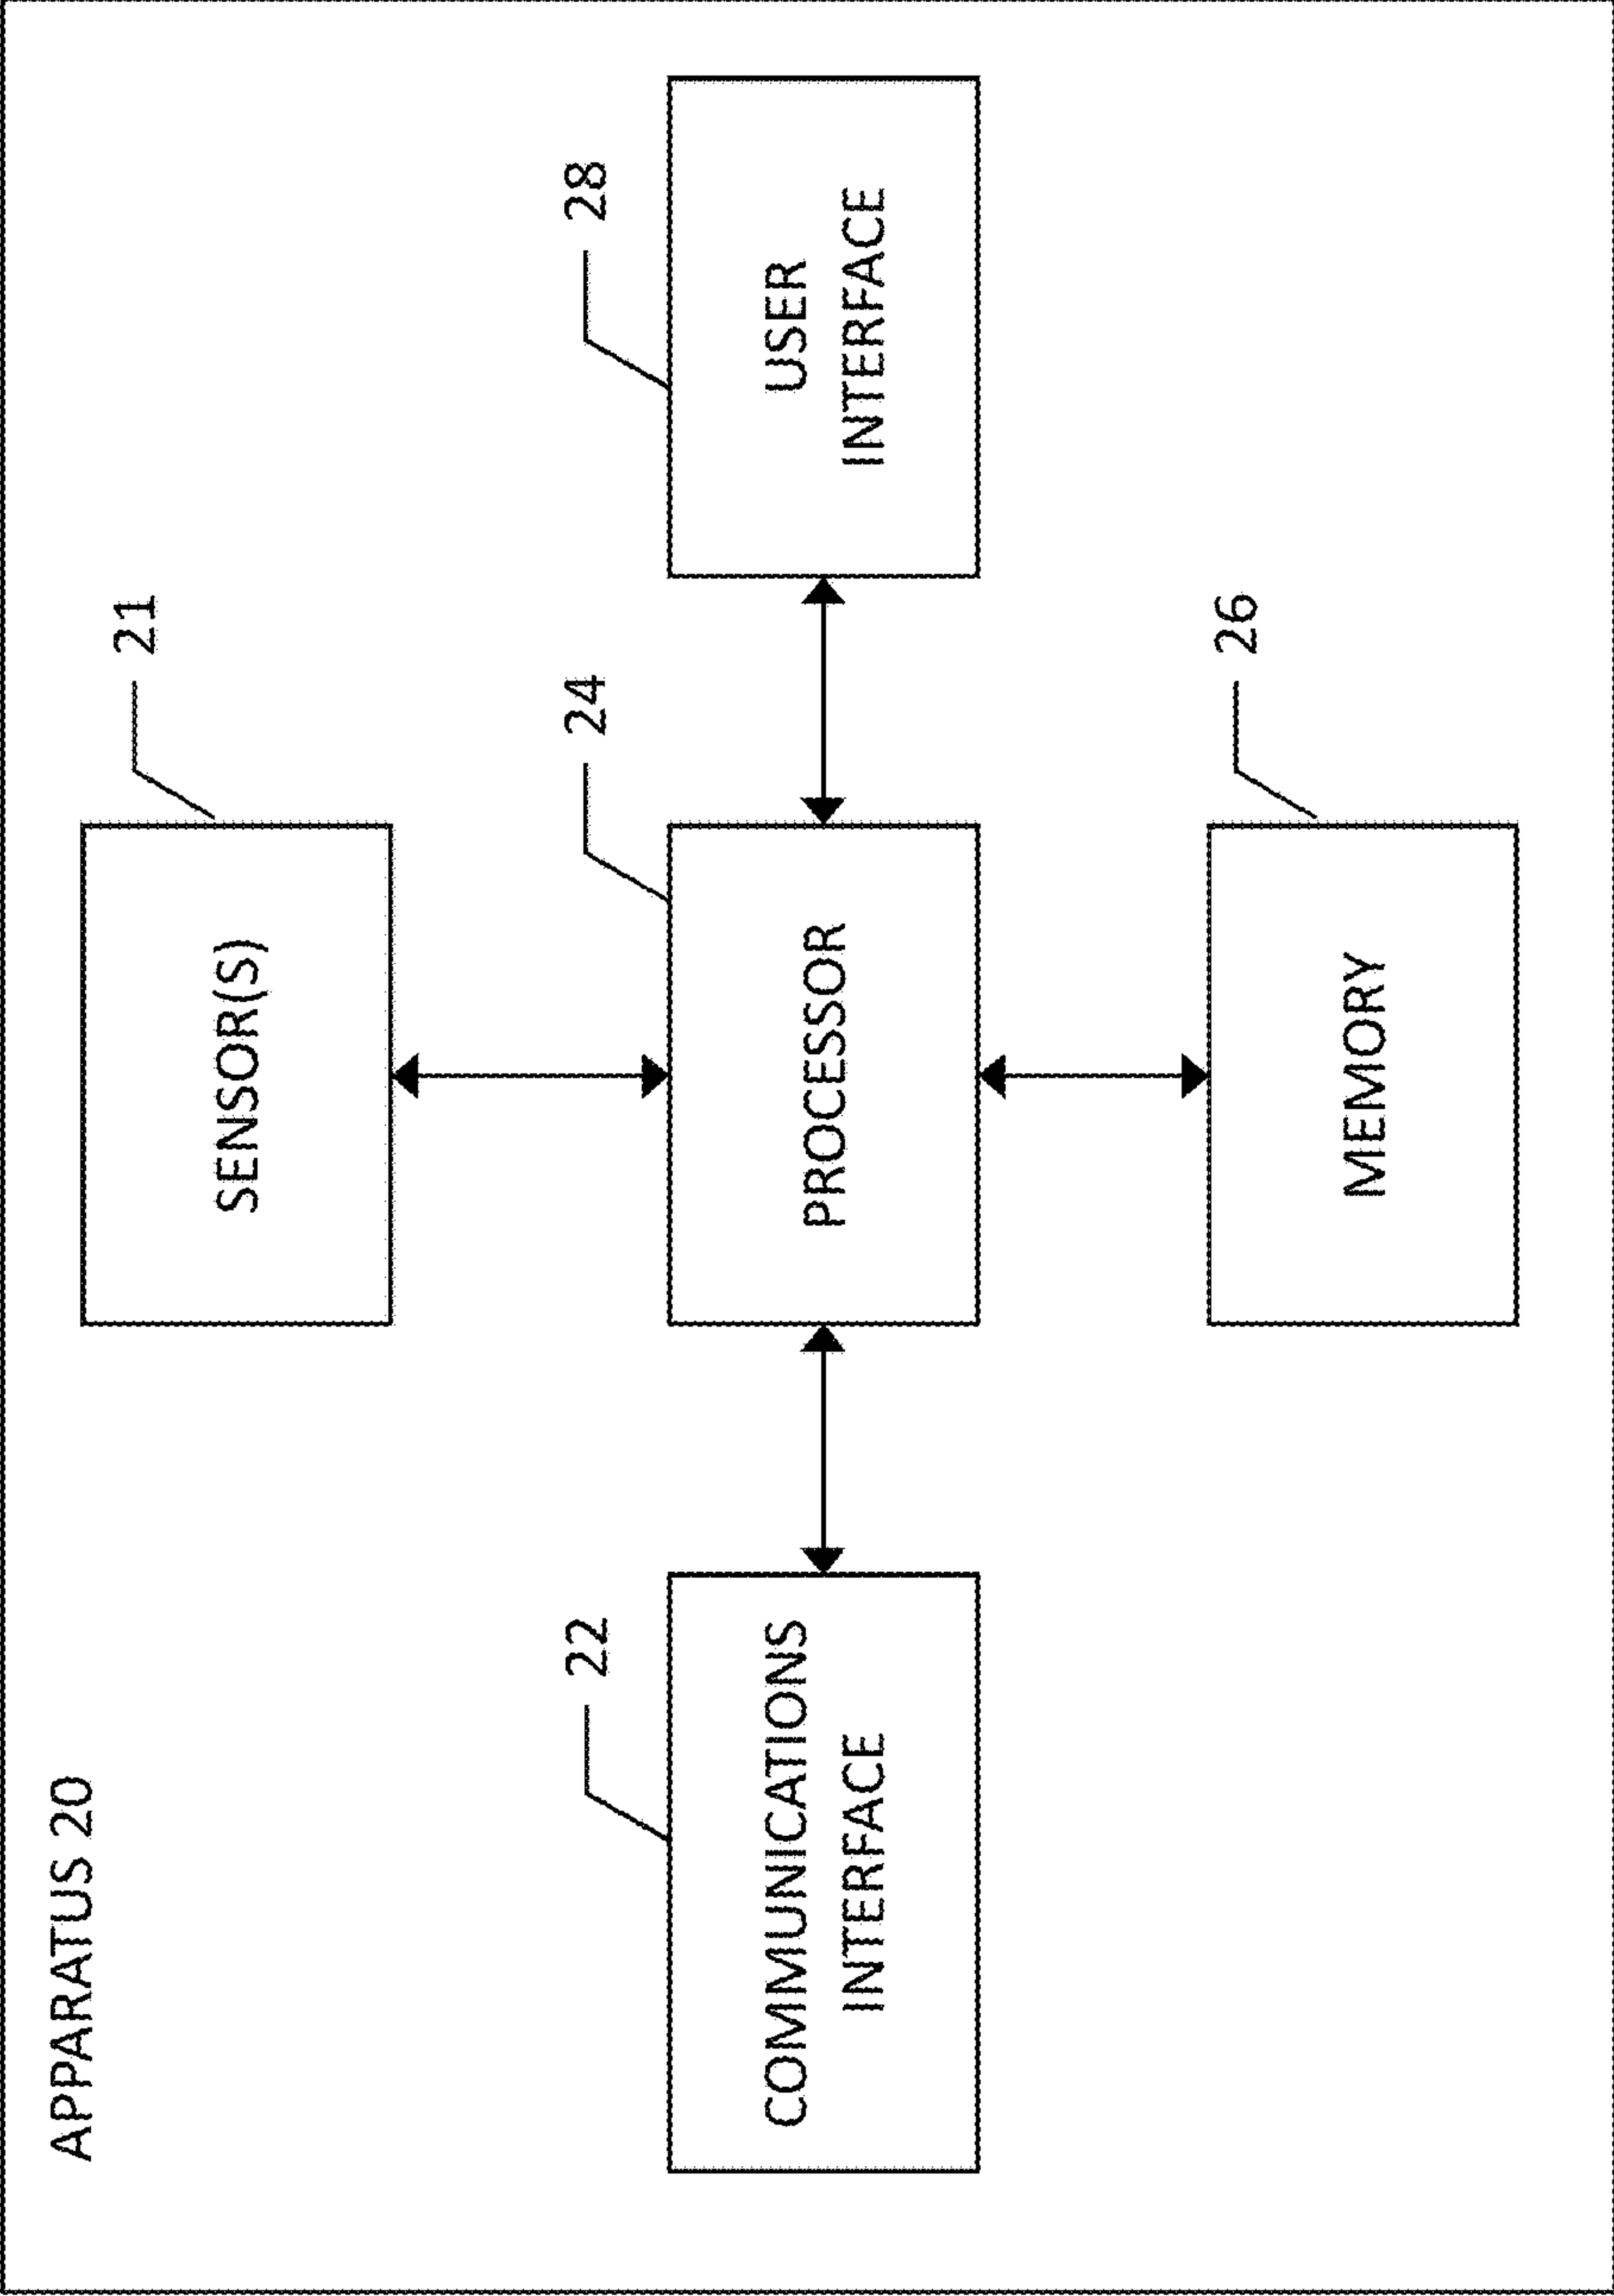 APPARATUS 20
21
SENSOR(S)
22
COMMUNICATIONS
INTERFACE
24
PROCESSOR
28
USER
INTERFACE
26
MEMORY